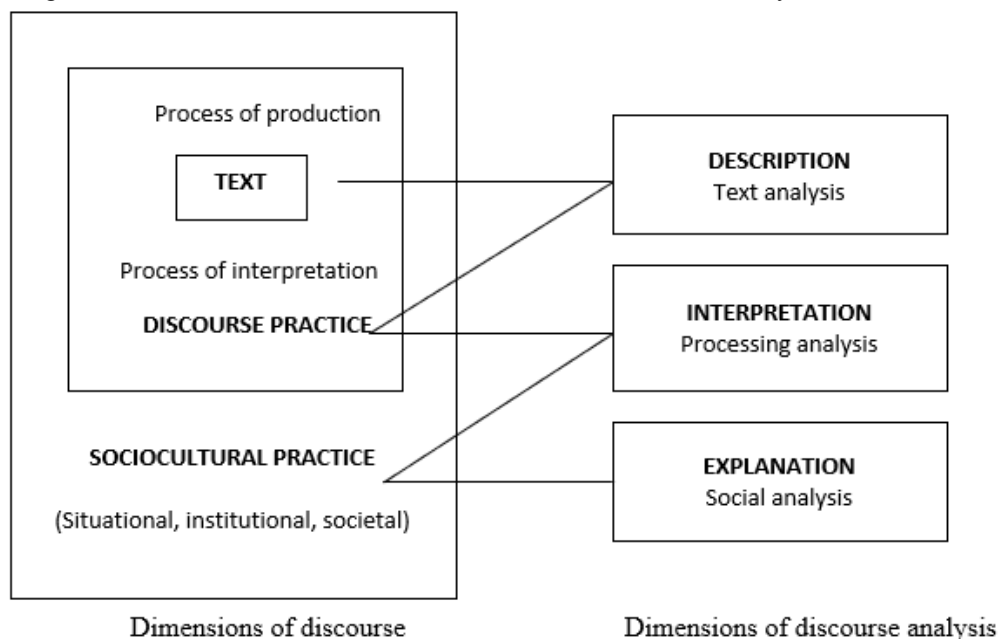 Process of production
TEXT
Process of interpretation
DISCOURSE PRACTICE
SOCIOCULTURAL PRACTICE
(Situational, institutional, societal)
Dimensions of discourse
DESCRIPTION
Text analysis
INTERPRETATION
Processing analysis
EXPLANATION
Social analysis
Dimensions of discourse analysis